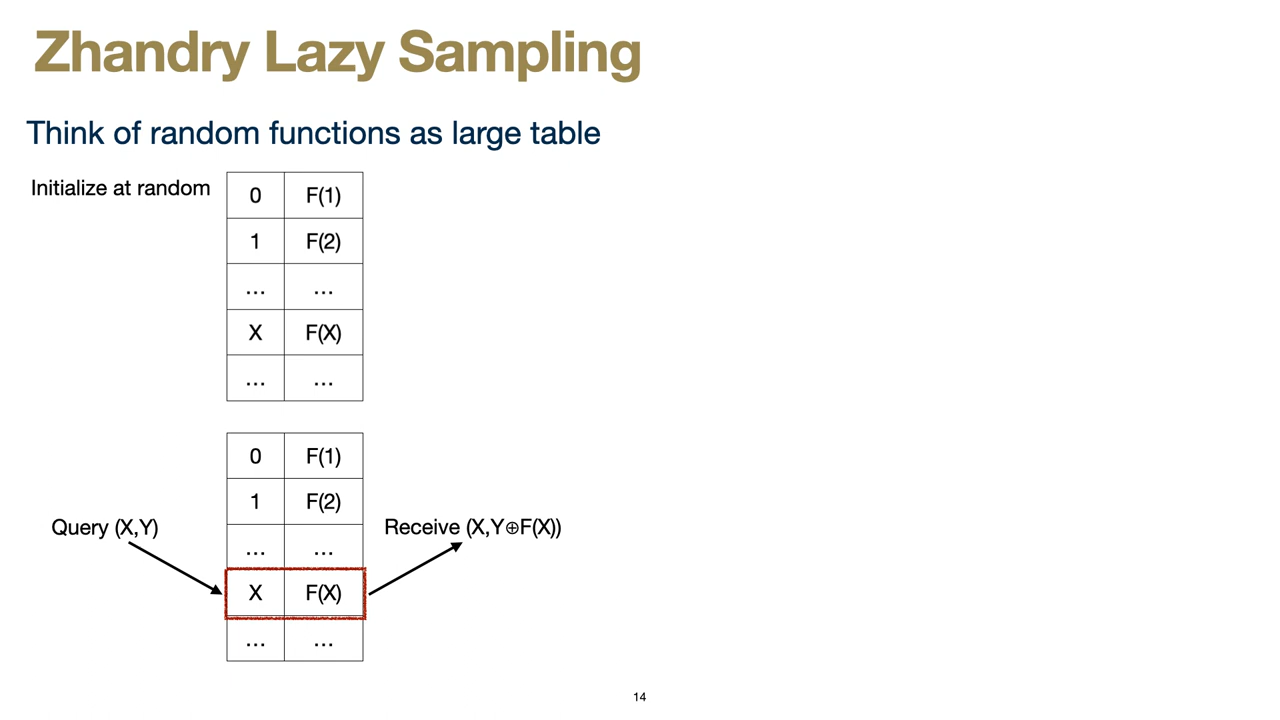 Zhandry Lazy Sampling
Think of random functions as large table
Initialize at random
0 F(1)
1 F(2)
... ...
X F(X)
... ...
0 F(1)
1 F(2)
Query (X,Y)
Receive (X,Y⊕F(X))
... ...
X F(X)
... ...
14